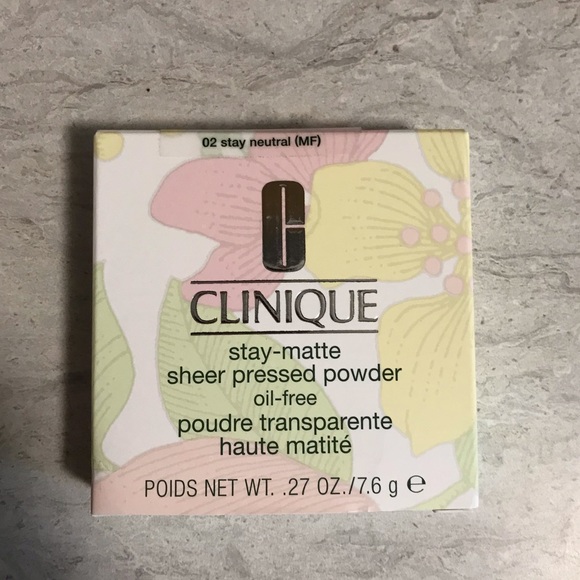 02 stay neutral (MF)
C
CLINIQUE
stay-matte
sheer pressed powder
oil-free
poudre transparente
haute matité
POIDS NET WT. .27 OZ./7.6 g ℮